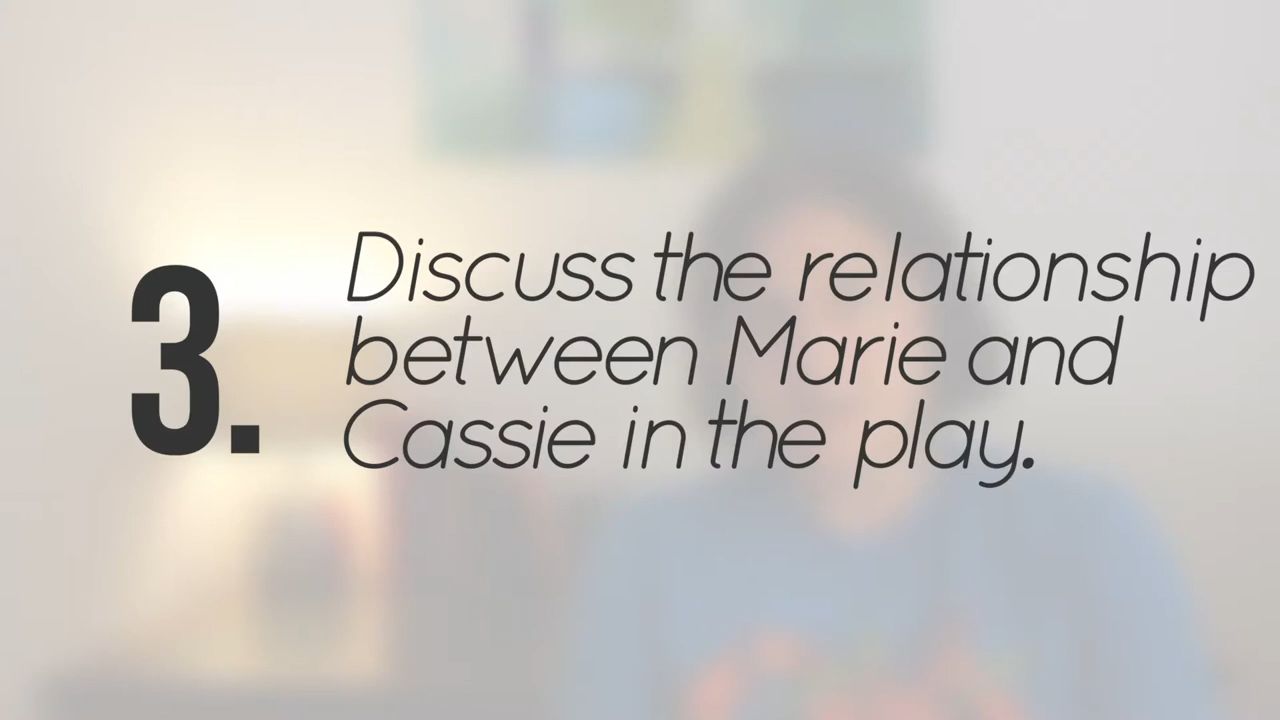 3.
Discuss the relationship
between Marie and
Cassie in the play.